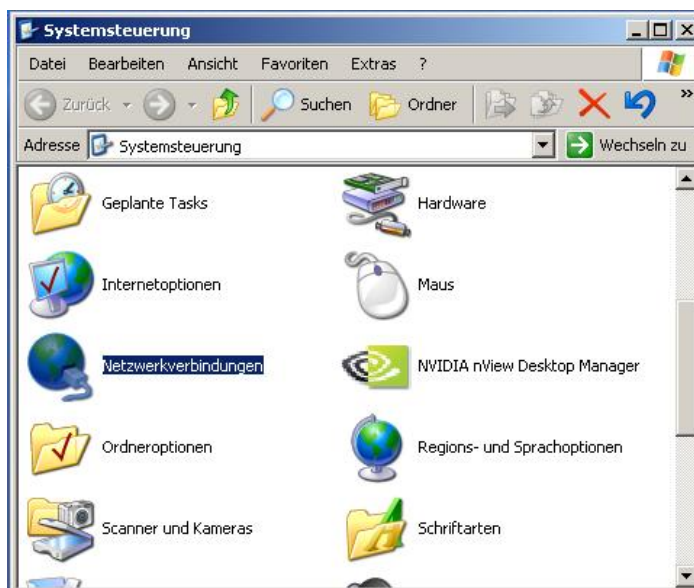 Systemsteuerung
Datei Bearbeiten Ansicht Favoriten Extras ?
Zurück Suchen Ordner »
Adresse Systemsteuerung Wechseln zu
Geplante Tasks Hardware
Internetoptionen Maus
Netzwerkverbindungen NVIDIA nView Desktop Manager
Ordneroptionen Regions- und Sprachoptionen
Scanner und Kameras Schriftarten